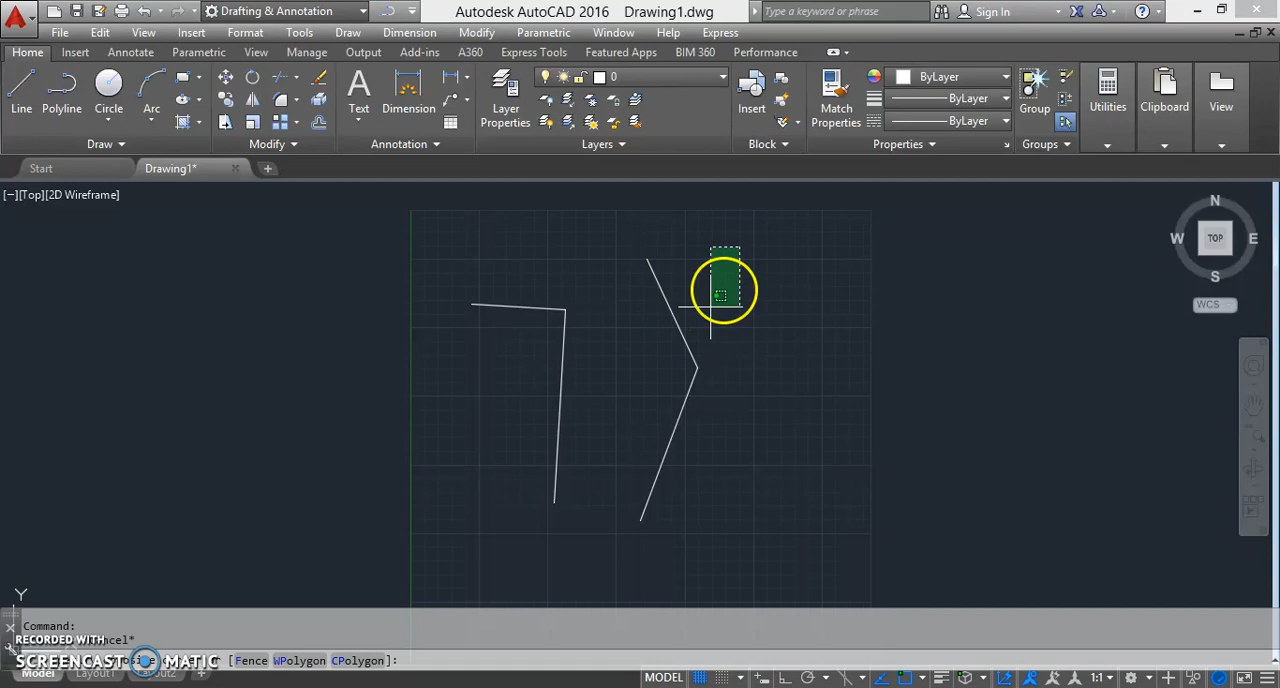 Drafting & Annotation
Autodesk AutoCAD 2016 Drawing1.dwg
Type a keyword or phrase
Sign In
File Edit View Insert Format Tools Draw Dimension Modify Parametric Window Help Express
Home Insert Annotate Parametric View Manage Output Add-ins A360 Express Tools Featured Apps BIM 360 Performance
0
ByLayer
ByLayer
ByLayer
Line Polyline Circle Arc
Text Dimension
Layer Properties
Insert
Match Properties
Group Utilities Clipboard View
Draw Modify Annotation Layers Block Properties Groups
Start Drawing1*
[−][Top][2D Wireframe]
N
W TOP E
S
WCS
Y
Command:
RECORDED WITH
ncel*
SCREENCAST MATIC
[Fence WPolygon CPolygon]:
Model Layout1
MODEL
1:1